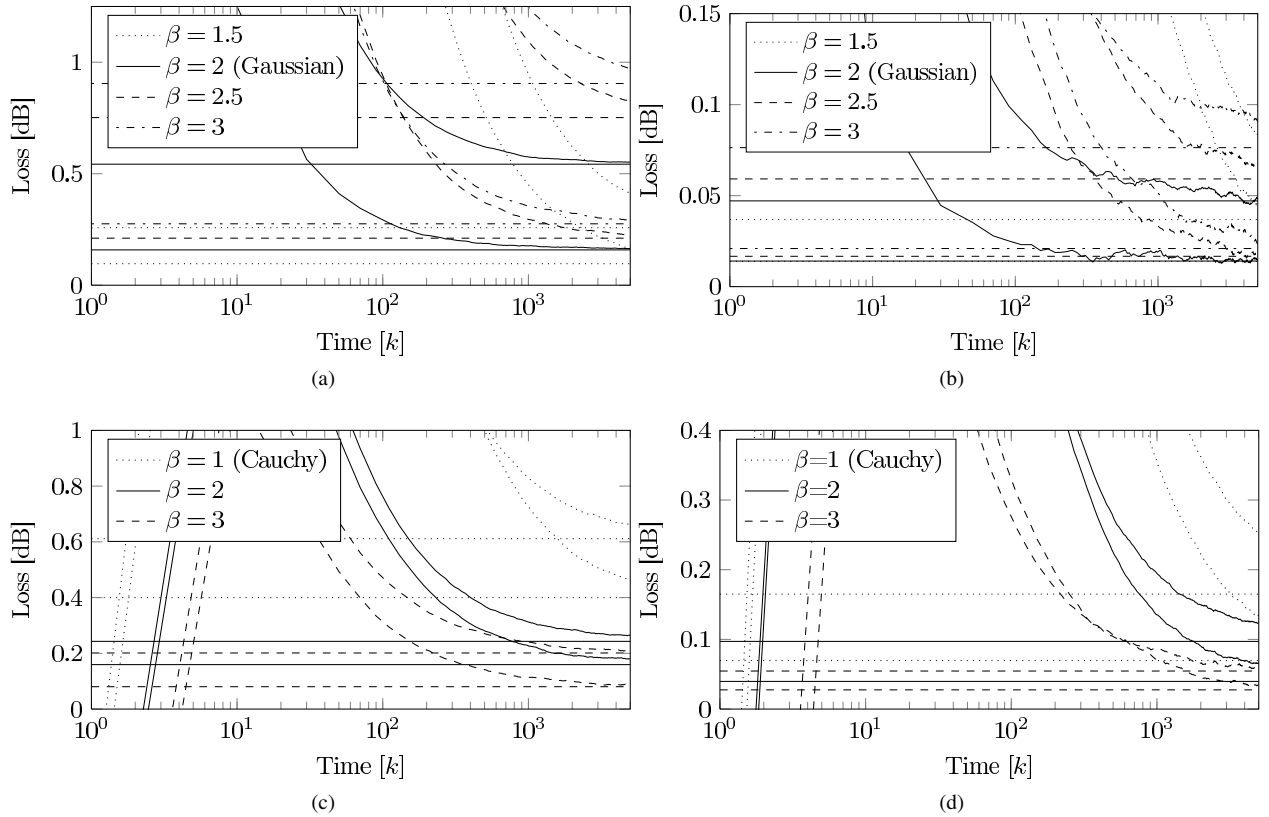 Loss [dB]
1
0.5
0
β = 1.5
β = 2 (Gaussian)
β = 2.5
β = 3
10^0
10^1
10^2
10^3
Time [k]
(a)
Loss [dB]
0.15
0.1
0.05
0
β = 1.5
β = 2 (Gaussian)
β = 2.5
β = 3
10^0
10^1
10^2
10^3
Time [k]
(b)
Loss [dB]
1
0.8
0.6
0.4
0.2
0
β = 1 (Cauchy)
β = 2
β = 3
10^0
10^1
10^2
10^3
Time [k]
(c)
Loss [dB]
0.4
0.3
0.2
0.1
0
β=1 (Cauchy)
β=2
β=3
10^0
10^1
10^2
10^3
Time [k]
(d)